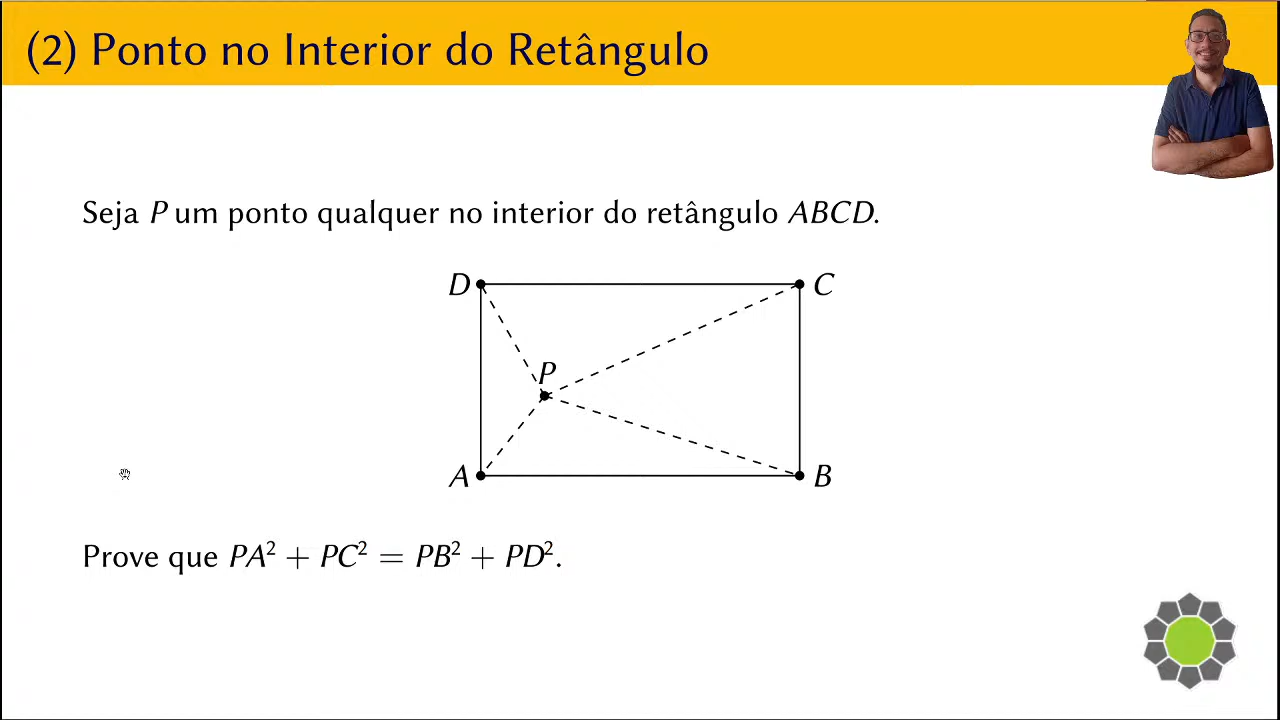 (2) Ponto no Interior do Retângulo
Seja P um ponto qualquer no interior do retângulo ABCD.
D
C
P
A
B
Prove que PA² + PC² = PB² + PD².